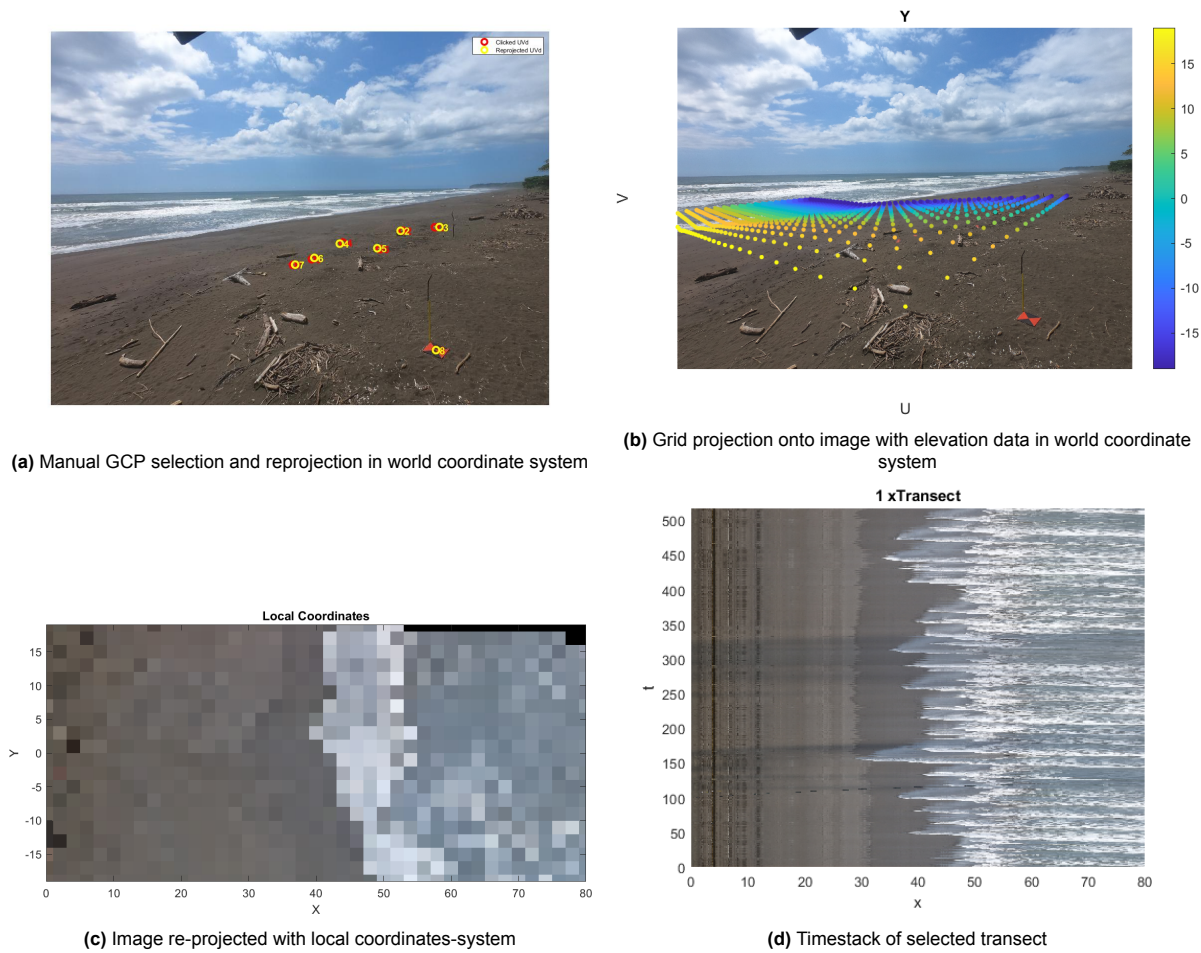 Clicked UVd
Reprojected UVd
2
3
4
5
6
7
8
(a) Manual GCP selection and reprojection in world coordinate system
Y
V
U
15
10
5
0
-5
-10
-15
(b) Grid projection onto image with elevation data in world coordinate
system
Local Coordinates
Y
15
10
5
0
-5
-10
-15
0 10 20 30 40 50 60 70 80
X
(c) Image re-projected with local coordinates-system
1 xTransect
t
500
450
400
350
300
250
200
150
100
50
0
0 10 20 30 40 50 60 70 80
x
(d) Timestack of selected transect